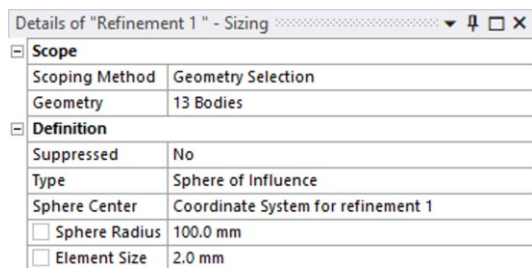 Details of "Refinement 1 " - Sizing
Scope
Scoping Method Geometry Selection
Geometry 13 Bodies
Definition
Suppressed No
Type Sphere of Influence
Sphere Center Coordinate System for refinement 1
Sphere Radius 100.0 mm
Element Size 2.0 mm